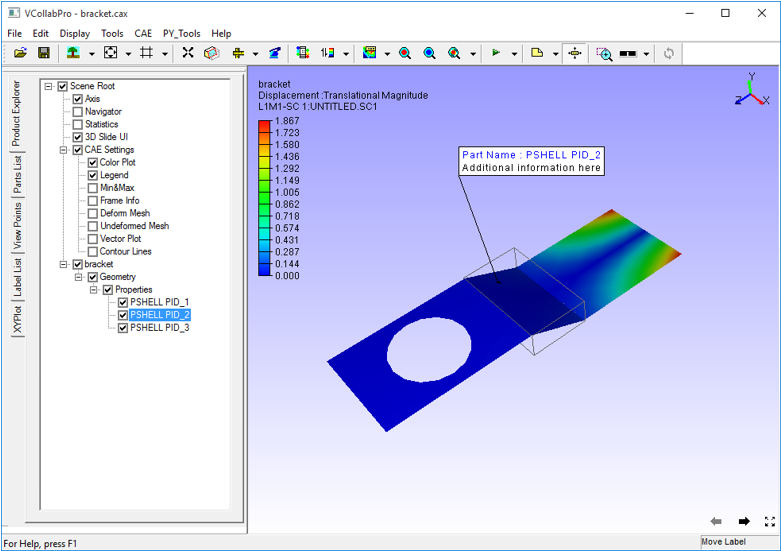 VCollabPro - bracket.cax
File Edit Display Tools CAE PY_Tools Help
Product Explorer
Parts List
View Points
Label List
XYPlot
Scene Root
Axis
Navigator
Statistics
3D Slide UI
CAE Settings
Color Plot
Legend
Min&Max
Frame Info
Deform Mesh
Undeformed Mesh
Vector Plot
Contour Lines
bracket
Geometry
Properties
PSHELL PID_1
PSHELL PID_2
PSHELL PID_3
bracket
Displacement :Translational Magnitude
L1M1-SC 1:UNTITLED.SC1
1.867
1.723
1.580
1.436
1.292
1.149
1.005
0.862
0.718
0.574
0.431
0.287
0.144
0.000
Part Name : PSHELL PID_2
Additional information here
Y
Z
X
For Help, press F1
Move Label